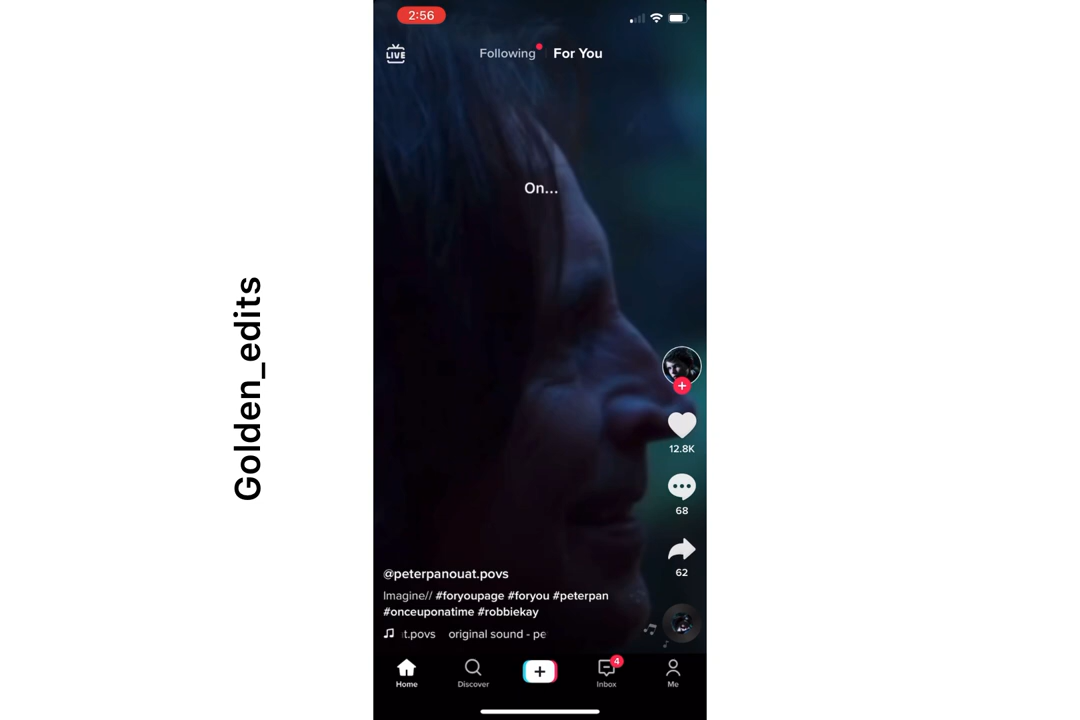 2:56
LIVE
Following For You
On...
Golden_edits
12.8K
68
62
@peterpanouat.povs
Imagine// #foryoupage #foryou #peterpan
#onceuponatime #robbiekay
t.povs original sound - pe
4
Home Discover Inbox Me